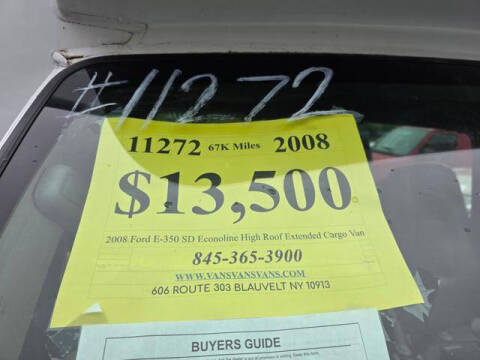 #11272
11272 67K Miles 2008
$13,500
2008 Ford E-350 SD Econoline High Roof Extended Cargo Van
845-365-3900
WWW.VANSVANSVANS.COM
606 ROUTE 303 BLAUVELT NY 10913
BUYERS GUIDE